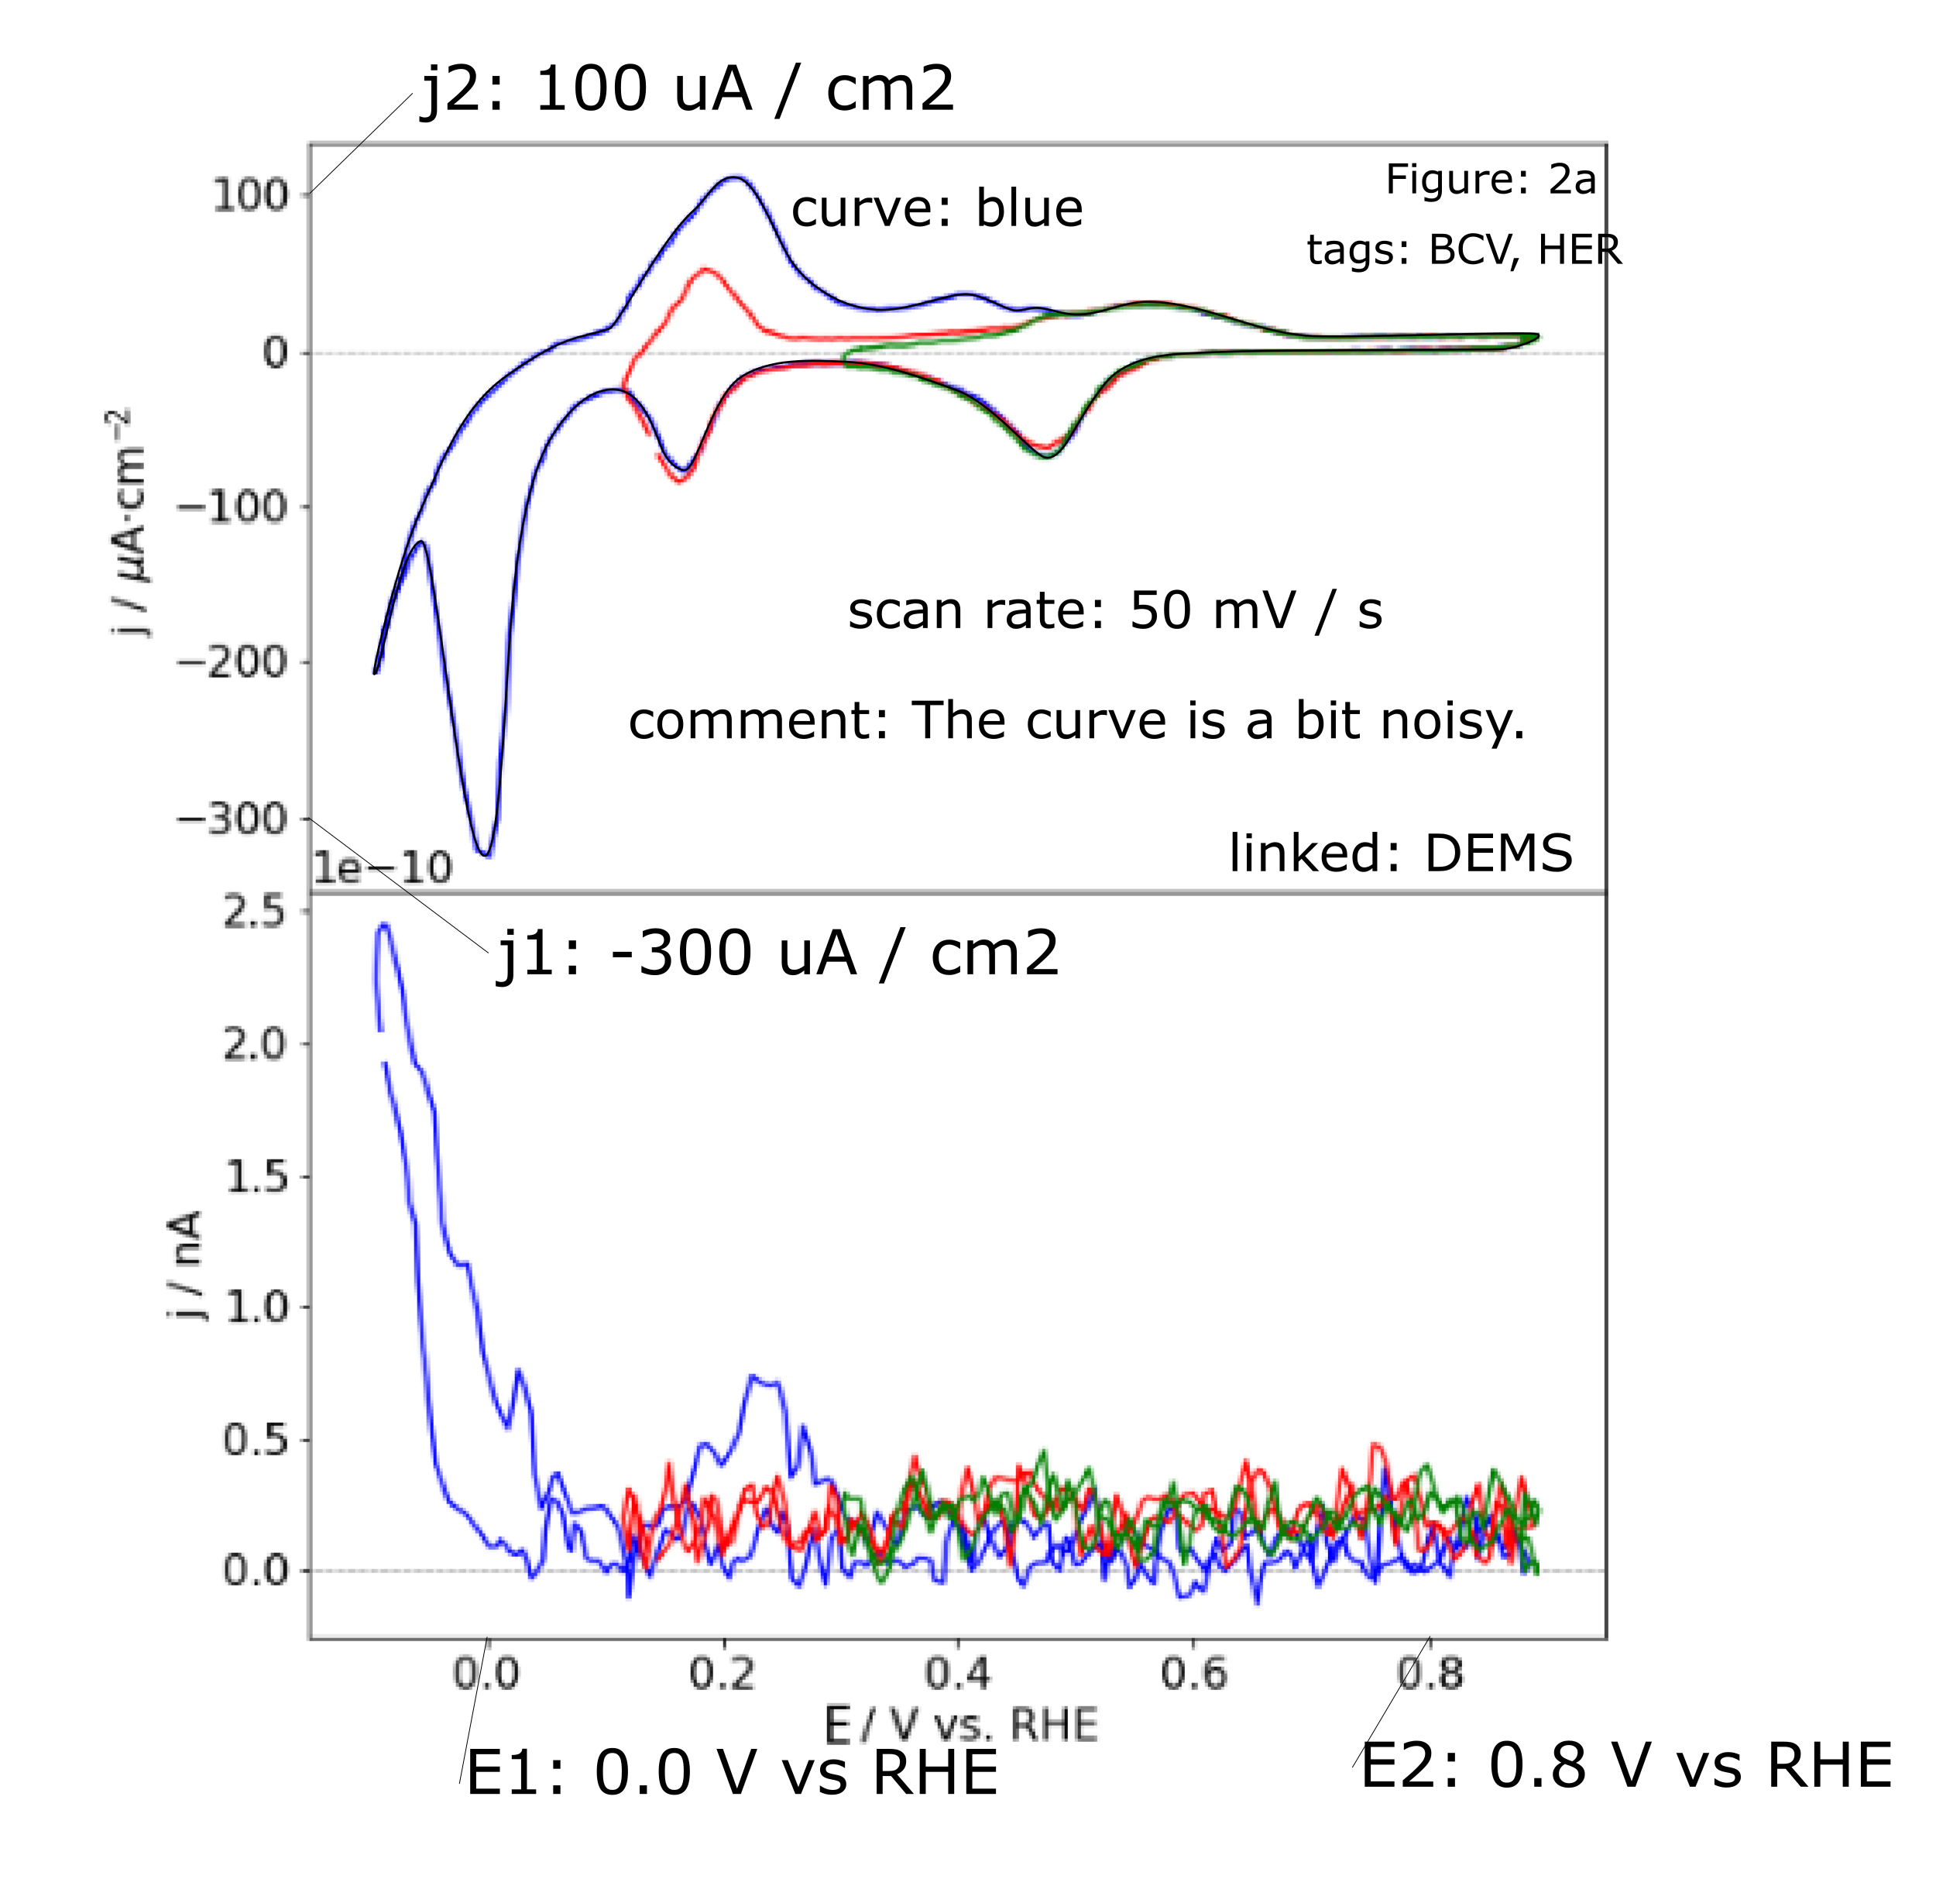 j2: 100 uA / cm2
Figure: 2a
100
curve: blue
tags: BCV, HER
0
j / µA·cm−2
−100
scan rate: 50 mV / s
−200
comment: The curve is a bit noisy.
−300
linked: DEMS
1e−10
2.5
j1: -300 uA / cm2
2.0
1.5
j / nA
1.0
0.5
0.0
0.0 0.2 0.4 0.6 0.8
E / V vs. RHE
E1: 0.0 V vs RHE
E2: 0.8 V vs RHE